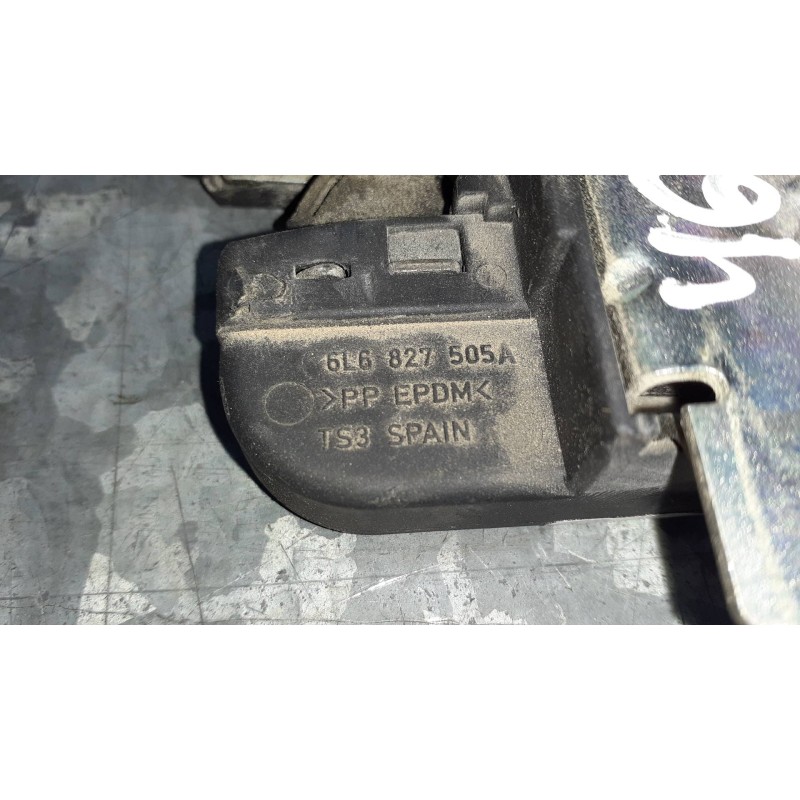 6L6 827 505A
>PP EPDM<
TS3 SPAIN